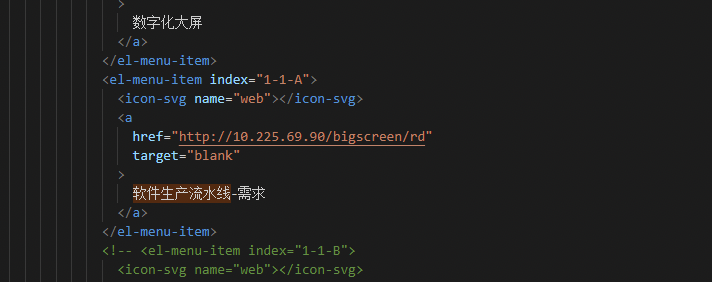 >
数字化大屏
</a>
</el-menu-item>
<el-menu-item index="1-1-A">
<icon-svg name="web"></icon-svg>
<a
href="http://10.225.69.90/bigscreen/rd"
target="blank"
>
软件生产流水线-需求
</a>
</el-menu-item>
<!-- <el-menu-item index="1-1-B">
<icon-svg name="web"></icon-svg>